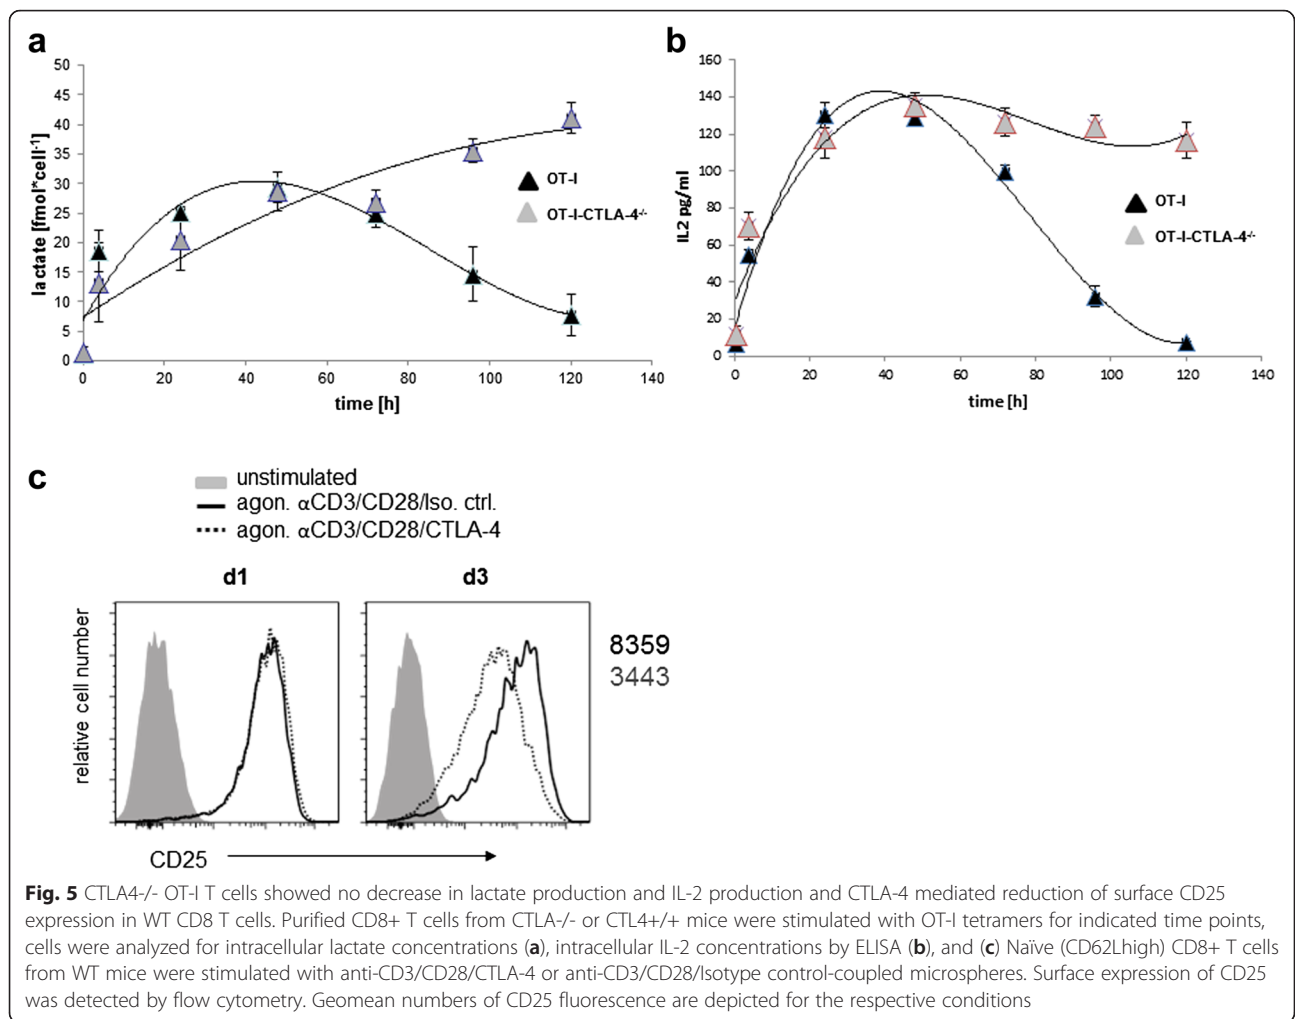 a
50
45
40
35
30
25
20
15
10
5
0
lactate [fmol*cell⁻¹]
0 20 40 60 80 100 120 140
time [h]
OT-I
OT-I-CTLA-4⁻/⁻
b
160
140
120
100
80
60
40
20
0
IL2 pg/ml
0 20 40 60 80 100 120 140
time [h]
OT-I
OT-I-CTLA-4⁻/⁻
c
unstimulated
agon. αCD3/CD28/Iso. ctrl.
agon. αCD3/CD28/CTLA-4
d1 d3
relative cell number
8359
3443
CD25
Fig. 5 CTLA4-/- OT-I T cells showed no decrease in lactate production and IL-2 production and CTLA-4 mediated reduction of surface CD25
expression in WT CD8 T cells. Purified CD8+ T cells from CTLA-/- or CTL4+/+ mice were stimulated with OT-I tetramers for indicated time points,
cells were analyzed for intracellular lactate concentrations (a), intracellular IL-2 concentrations by ELISA (b), and (c) Naïve (CD62Lhigh) CD8+ T cells
from WT mice were stimulated with anti-CD3/CD28/CTLA-4 or anti-CD3/CD28/Isotype control-coupled microspheres. Surface expression of CD25
was detected by flow cytometry. Geomean numbers of CD25 fluorescence are depicted for the respective conditions